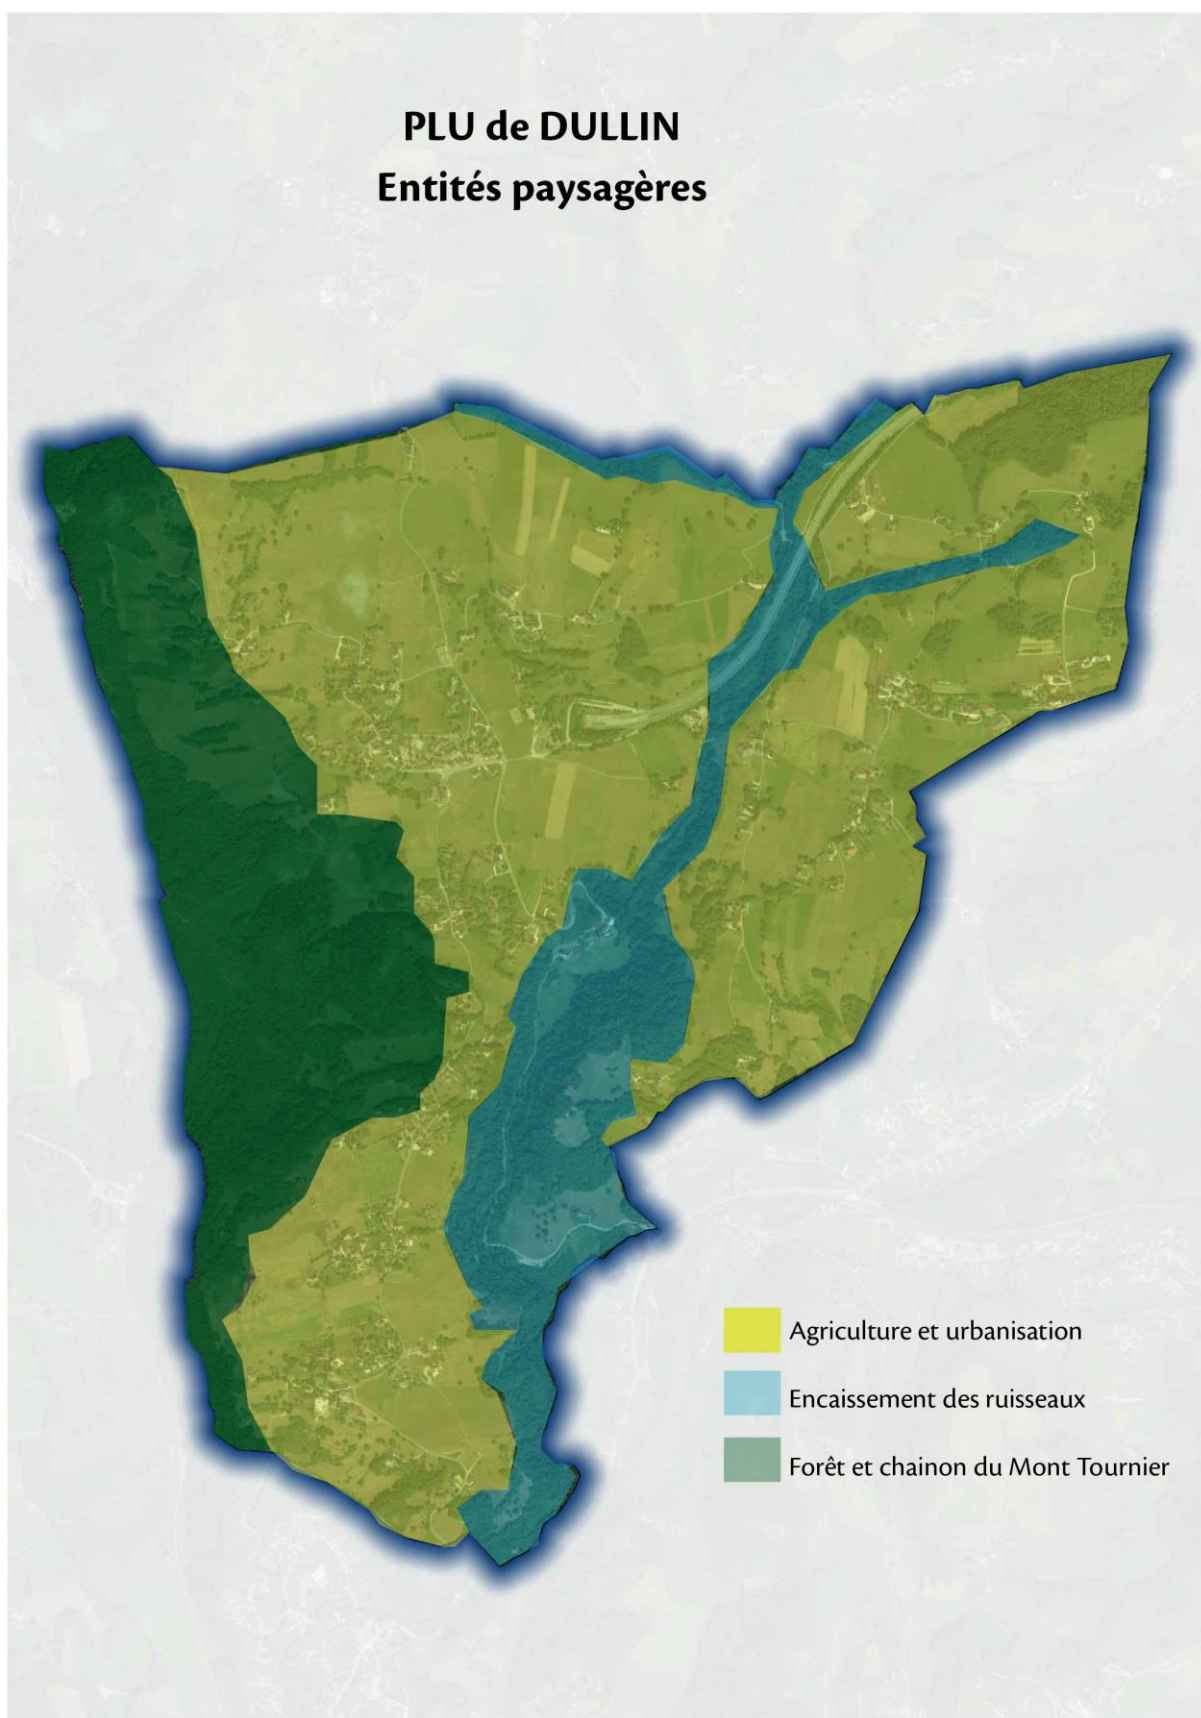 PLU de DULLIN
Entités paysagères
Agriculture et urbanisation
Encaissement des ruisseaux
Forêt et chainon du Mont Tournier